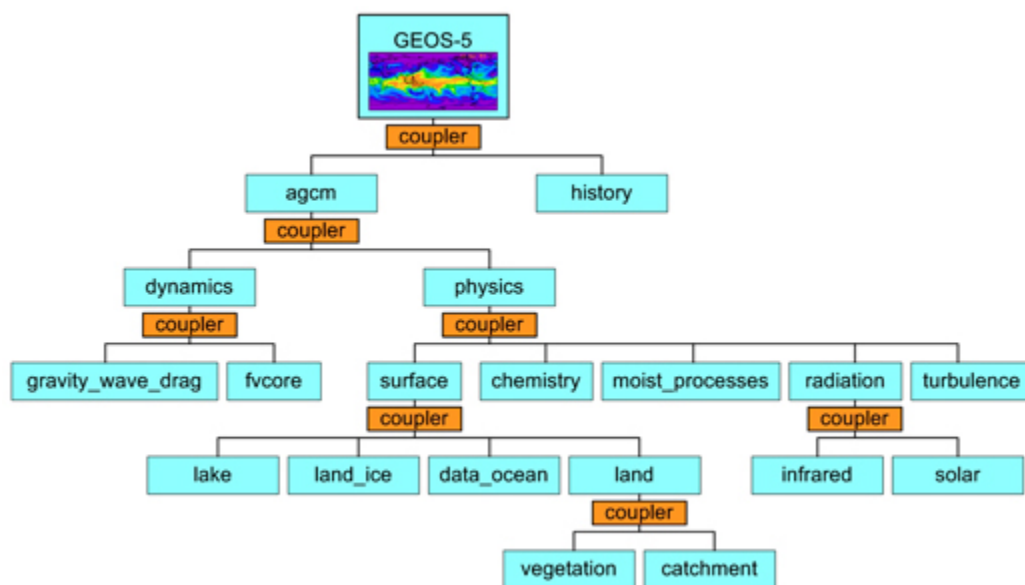 GEOS-5
coupler
agcm
history
coupler
dynamics
physics
coupler
coupler
gravity_wave_drag
fvcore
surface
chemistry
moist_processes
radiation
turbulence
coupler
coupler
lake
land_ice
data_ocean
land
infrared
solar
coupler
vegetation
catchment